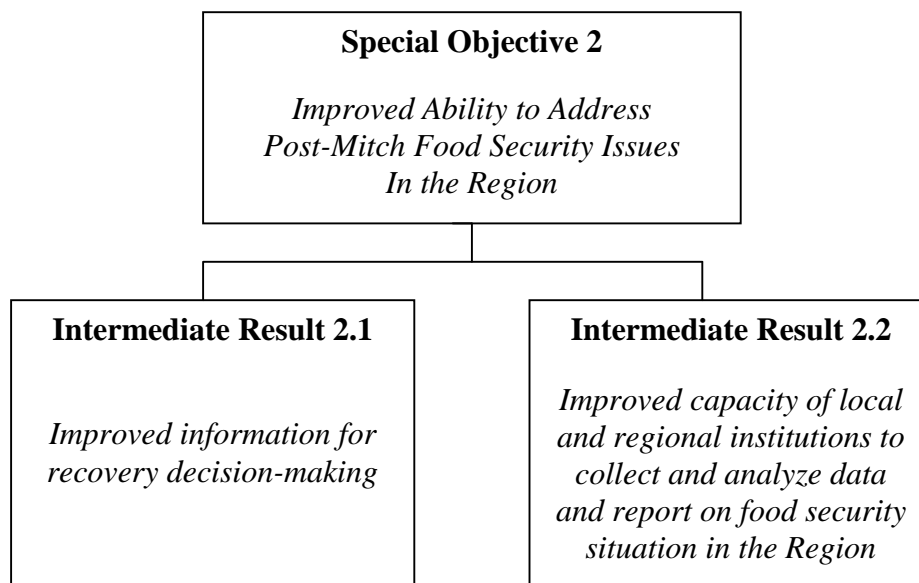 Special Objective 2
Improved Ability to Address
Post-Mitch Food Security Issues
In the Region
Intermediate Result 2.1
Improved information for
recovery decision-making
Intermediate Result 2.2
Improved capacity of local
and regional institutions to
collect and analyze data
and report on food security
situation in the Region